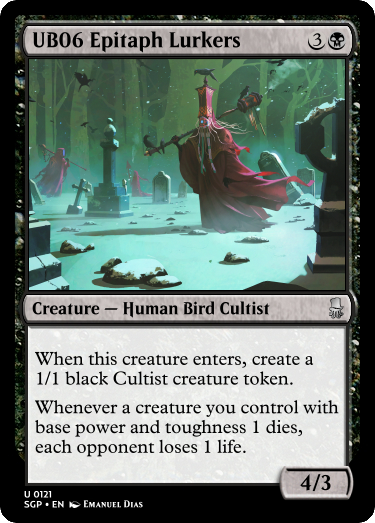 UB06 Epitaph Lurkers 3
Creature — Human Bird Cultist
When this creature enters, create a
1/1 black Cultist creature token.
Whenever a creature you control with
base power and toughness 1 dies,
each opponent loses 1 life.
4/3
U 0121
SGP • EN Emanuel Dias